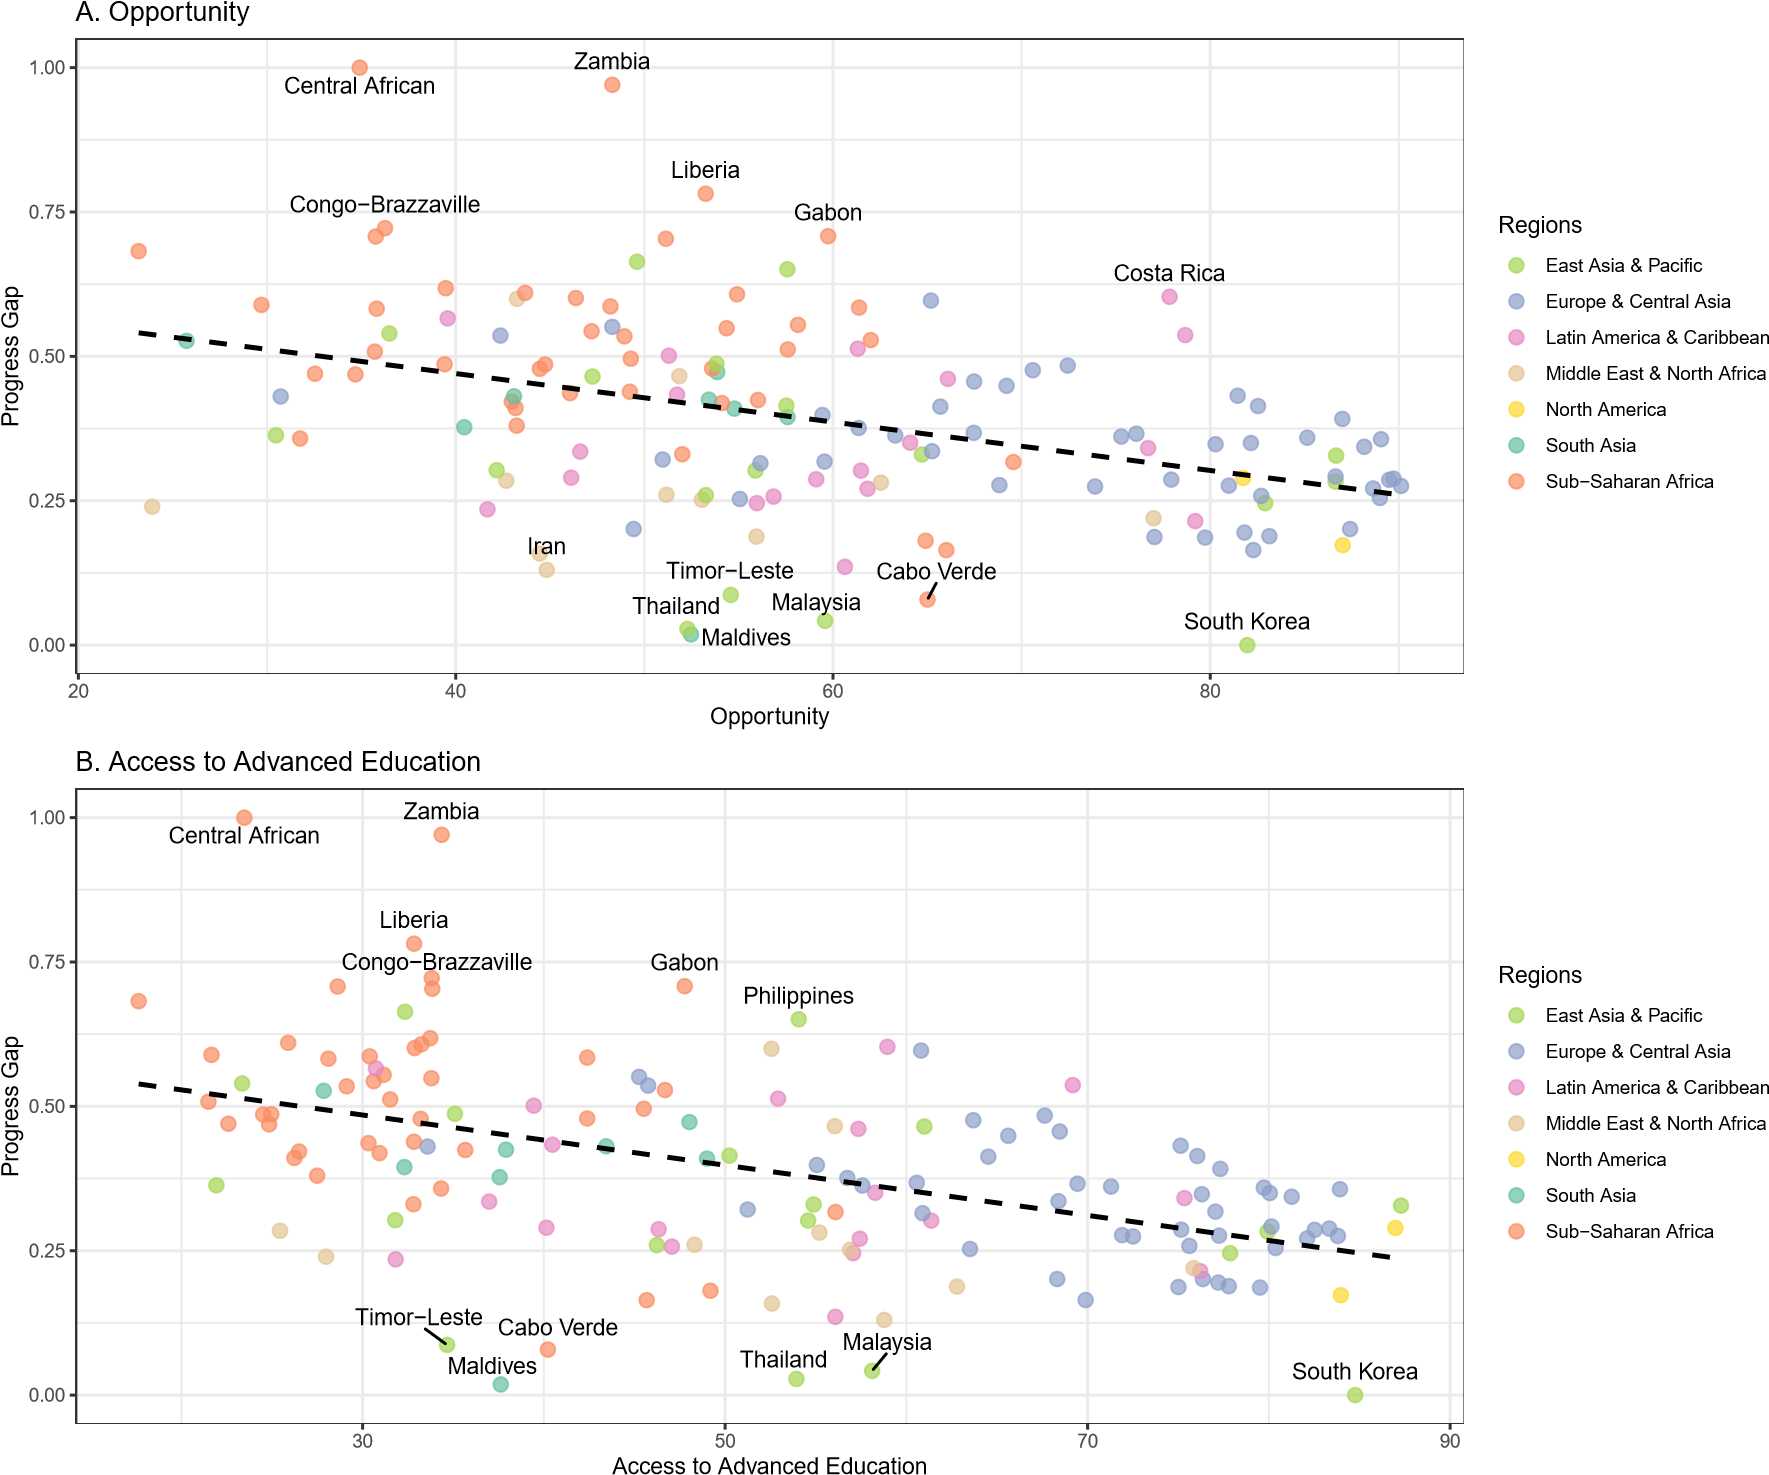 A. Opportunity
Progress Gap
1.00
0.75
0.50
0.25
0.00
Central African
Zambia
Liberia
Congo−Brazzaville
Gabon
Costa Rica
Iran
Timor−Leste
Cabo Verde
Thailand
Malaysia
Maldives
South Korea
20
40
60
80
Opportunity
Regions
East Asia & Pacific
Europe & Central Asia
Latin America & Caribbean
Middle East & North Africa
North America
South Asia
Sub−Saharan Africa
B. Access to Advanced Education
Progress Gap
1.00
0.75
0.50
0.25
0.00
Zambia
Central African
Liberia
Congo−Brazzaville
Gabon
Philippines
Timor−Leste
Cabo Verde
Maldives
Thailand
Malaysia
South Korea
30
50
70
90
Access to Advanced Education
Regions
East Asia & Pacific
Europe & Central Asia
Latin America & Caribbean
Middle East & North Africa
North America
South Asia
Sub−Saharan Africa